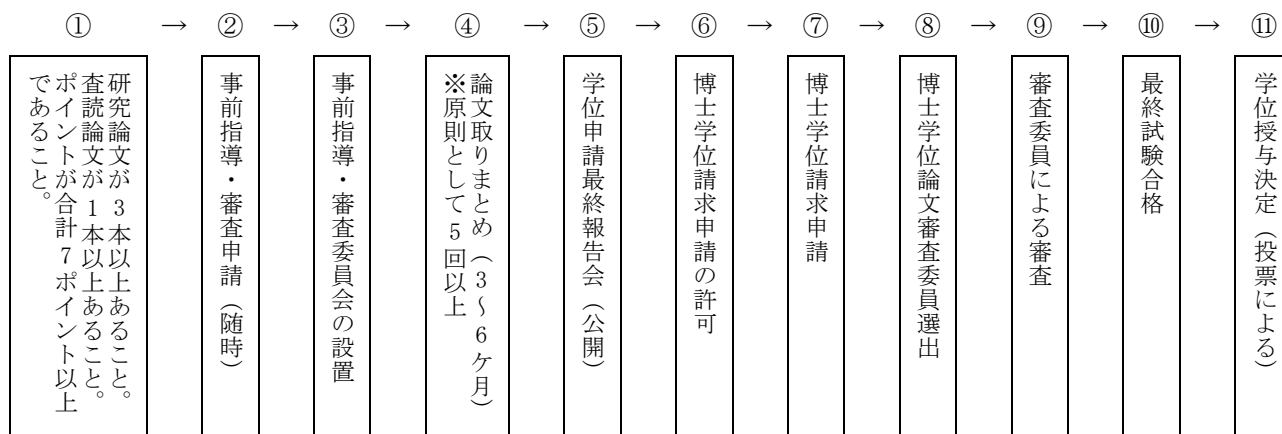 ① → ② → ③ → ④ → ⑤ → ⑥ → ⑦ → ⑧ → ⑨ → ⑩ → ⑪
研究論文が3本以上あること。
査読論文が1本以上あること。
ポイントが合計7ポイント以上
であること。
事前指導・審査申請（随時）
事前指導・審査委員会の設置
論文取りまとめ（3～6ケ月）
※原則として5回以上
学位申請最終報告会（公開）
博士学位請求申請の許可
博士学位請求申請
博士学位論文審査委員選出
審査委員による審査
最終試験合格
学位授与決定（投票による）